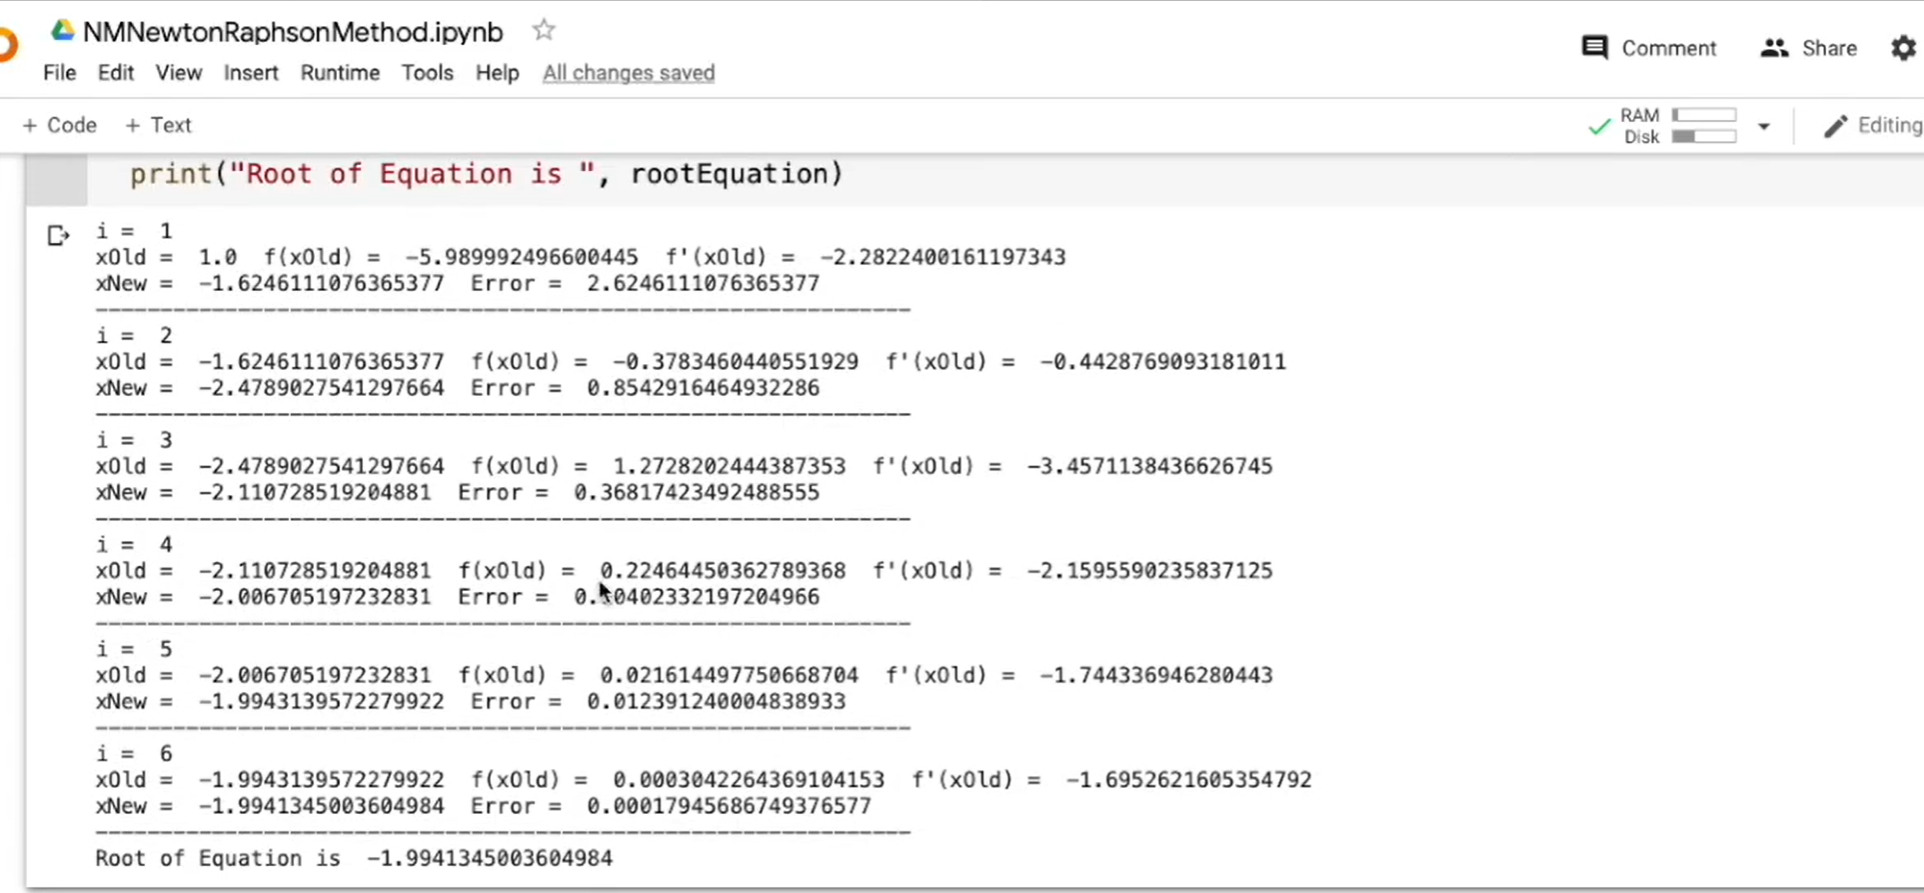 NMNewtonRaphsonMethod.ipynb
Comment Share
File Edit View Insert Runtime Tools Help All changes saved
+ Code + Text
RAM
Disk
Editing
print("Root of Equation is ", rootEquation)
i = 1
xOld = 1.0 f(xOld) = -5.9899924966004​45 f'(xOld) = -2.2822400161197343
xNew = -1.6246111076365377 Error = 2.6246111076365377
------------------------------------------------------------------
i = 2
xOld = -1.6246111076365377 f(xOld) = -0.3783460440551929 f'(xOld) = -0.4428769093181011
xNew = -2.4789027541297664 Error = 0.8542916464932286
------------------------------------------------------------------
i = 3
xOld = -2.4789027541297664 f(xOld) = 1.2728202444387353 f'(xOld) = -3.4571138436626745
xNew = -2.110728519204881 Error = 0.36817423492488555
------------------------------------------------------------------
i = 4
xOld = -2.110728519204881 f(xOld) = 0.22464450362789368 f'(xOld) = -2.1595590235837125
xNew = -2.006705197232831 Error =
------------------------------------------------------------------
i = 5
xOld = -2.006705197232831 f(xOld) = 0.021614497750668704 f'(xOld) = -1.744336946280443
xNew = -1.9943139572279922 Error = 0.012391240004838933
------------------------------------------------------------------
i = 6
xOld = -1.9943139572279922 f(xOld) = 0.0003042264369104153 f'(xOld) = -1.6952621605354792
xNew = -1.9941345003604984 Error = 0.00017945686749376577
------------------------------------------------------------------
Root of Equation is -1.9941345003604984